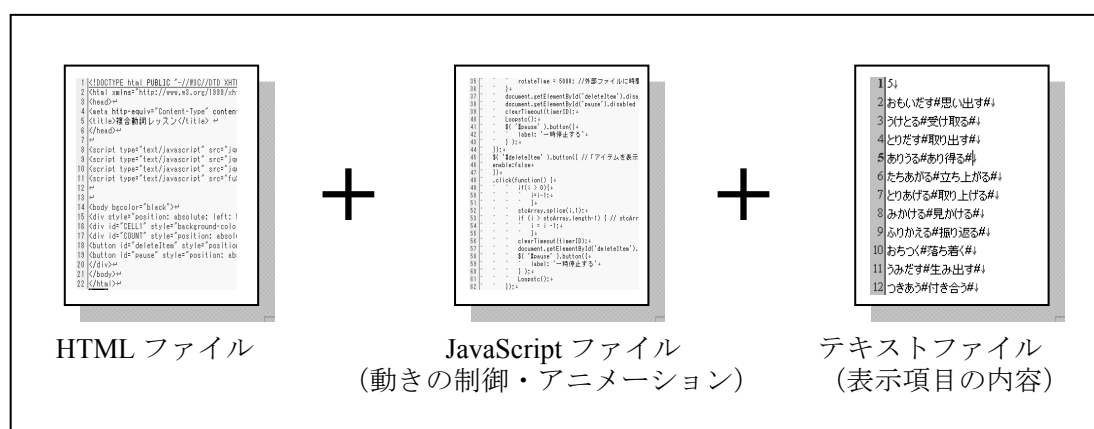 1 <!DOCTYPE html PUBLIC "-//W3C//DTD XHTM
2 <html xmlns="http://www.w3.org/1999/xh
3 <head>↵
4 <meta http-equiv="Content-Type" conten
5 <title>複合動詞レッスン</title> ↵
6 </head>↵
7 ↵
8 <script type="text/javascript" src="jq
9 <script type="text/javascript" src="jq
10 <script type="text/javascript" src="jq
11 <script type="text/javascript" src="fu
12 ↵
13 ↵
14 <body bgcolor="black">↵
15 <div style="position: absolute; left:
16 <div id="CELL1" style="background-colo
17 <div id="COUNT" style="position: absol
18 <button id="deleteItem" style="position
19 <button id="pause" style="position: abs
20 </div>↵
21 </body>↵
22 </html>↵
HTML ファイル
+
35 rotateTime = 5000; //外部ファイルに時間
36 }↓
37 document.getElementById('deleteItem').disa
38 document.getElementById('pause').disabled
39 clearTimeout(timerID);↓
40 Loopstc();↓
41 $( '#pause' ).button({↓
42 label: '一時停止する'↓
43 } );↓
44 });↓
45 $( '#deleteItem' ).button({ //「アイテムを表示
46 enable:false↓
47 })↓
48 .click(function() {↓
49 if(i > 0){↓
50 i=i-1;↓
51 }↓
52 stcArray.splice(i,1);↓
53 if (i > stcArray.length-1) { // stcArr
54 i = i -1;↓
55 }↓
56 clearTimeout(timerID);↓
57 document.getElementById('deleteItem').
58 $( '#pause' ).button({↓
59 label: '一時停止する'↓
60 } );↓
61 Loopstc();↓
62 });↓
JavaScript ファイル
(動きの制御・アニメーション)
+
1 5↓
2 おもいだす#思い出す#↓
3 うけとる#受け取る#↓
4 とりだす#取り出す#↓
5 ありうる#あり得る#↓
6 たちあがる#立ち上がる#↓
7 とりあげる#取り上げる#↓
8 みかける#見かける#↓
9 ふりかえる#振り返る#↓
10 おちつく#落ち着く#↓
11 うみだす#生み出す#↓
12 つきあう#付き合う#↓
テキストファイル
(表示項目の内容)